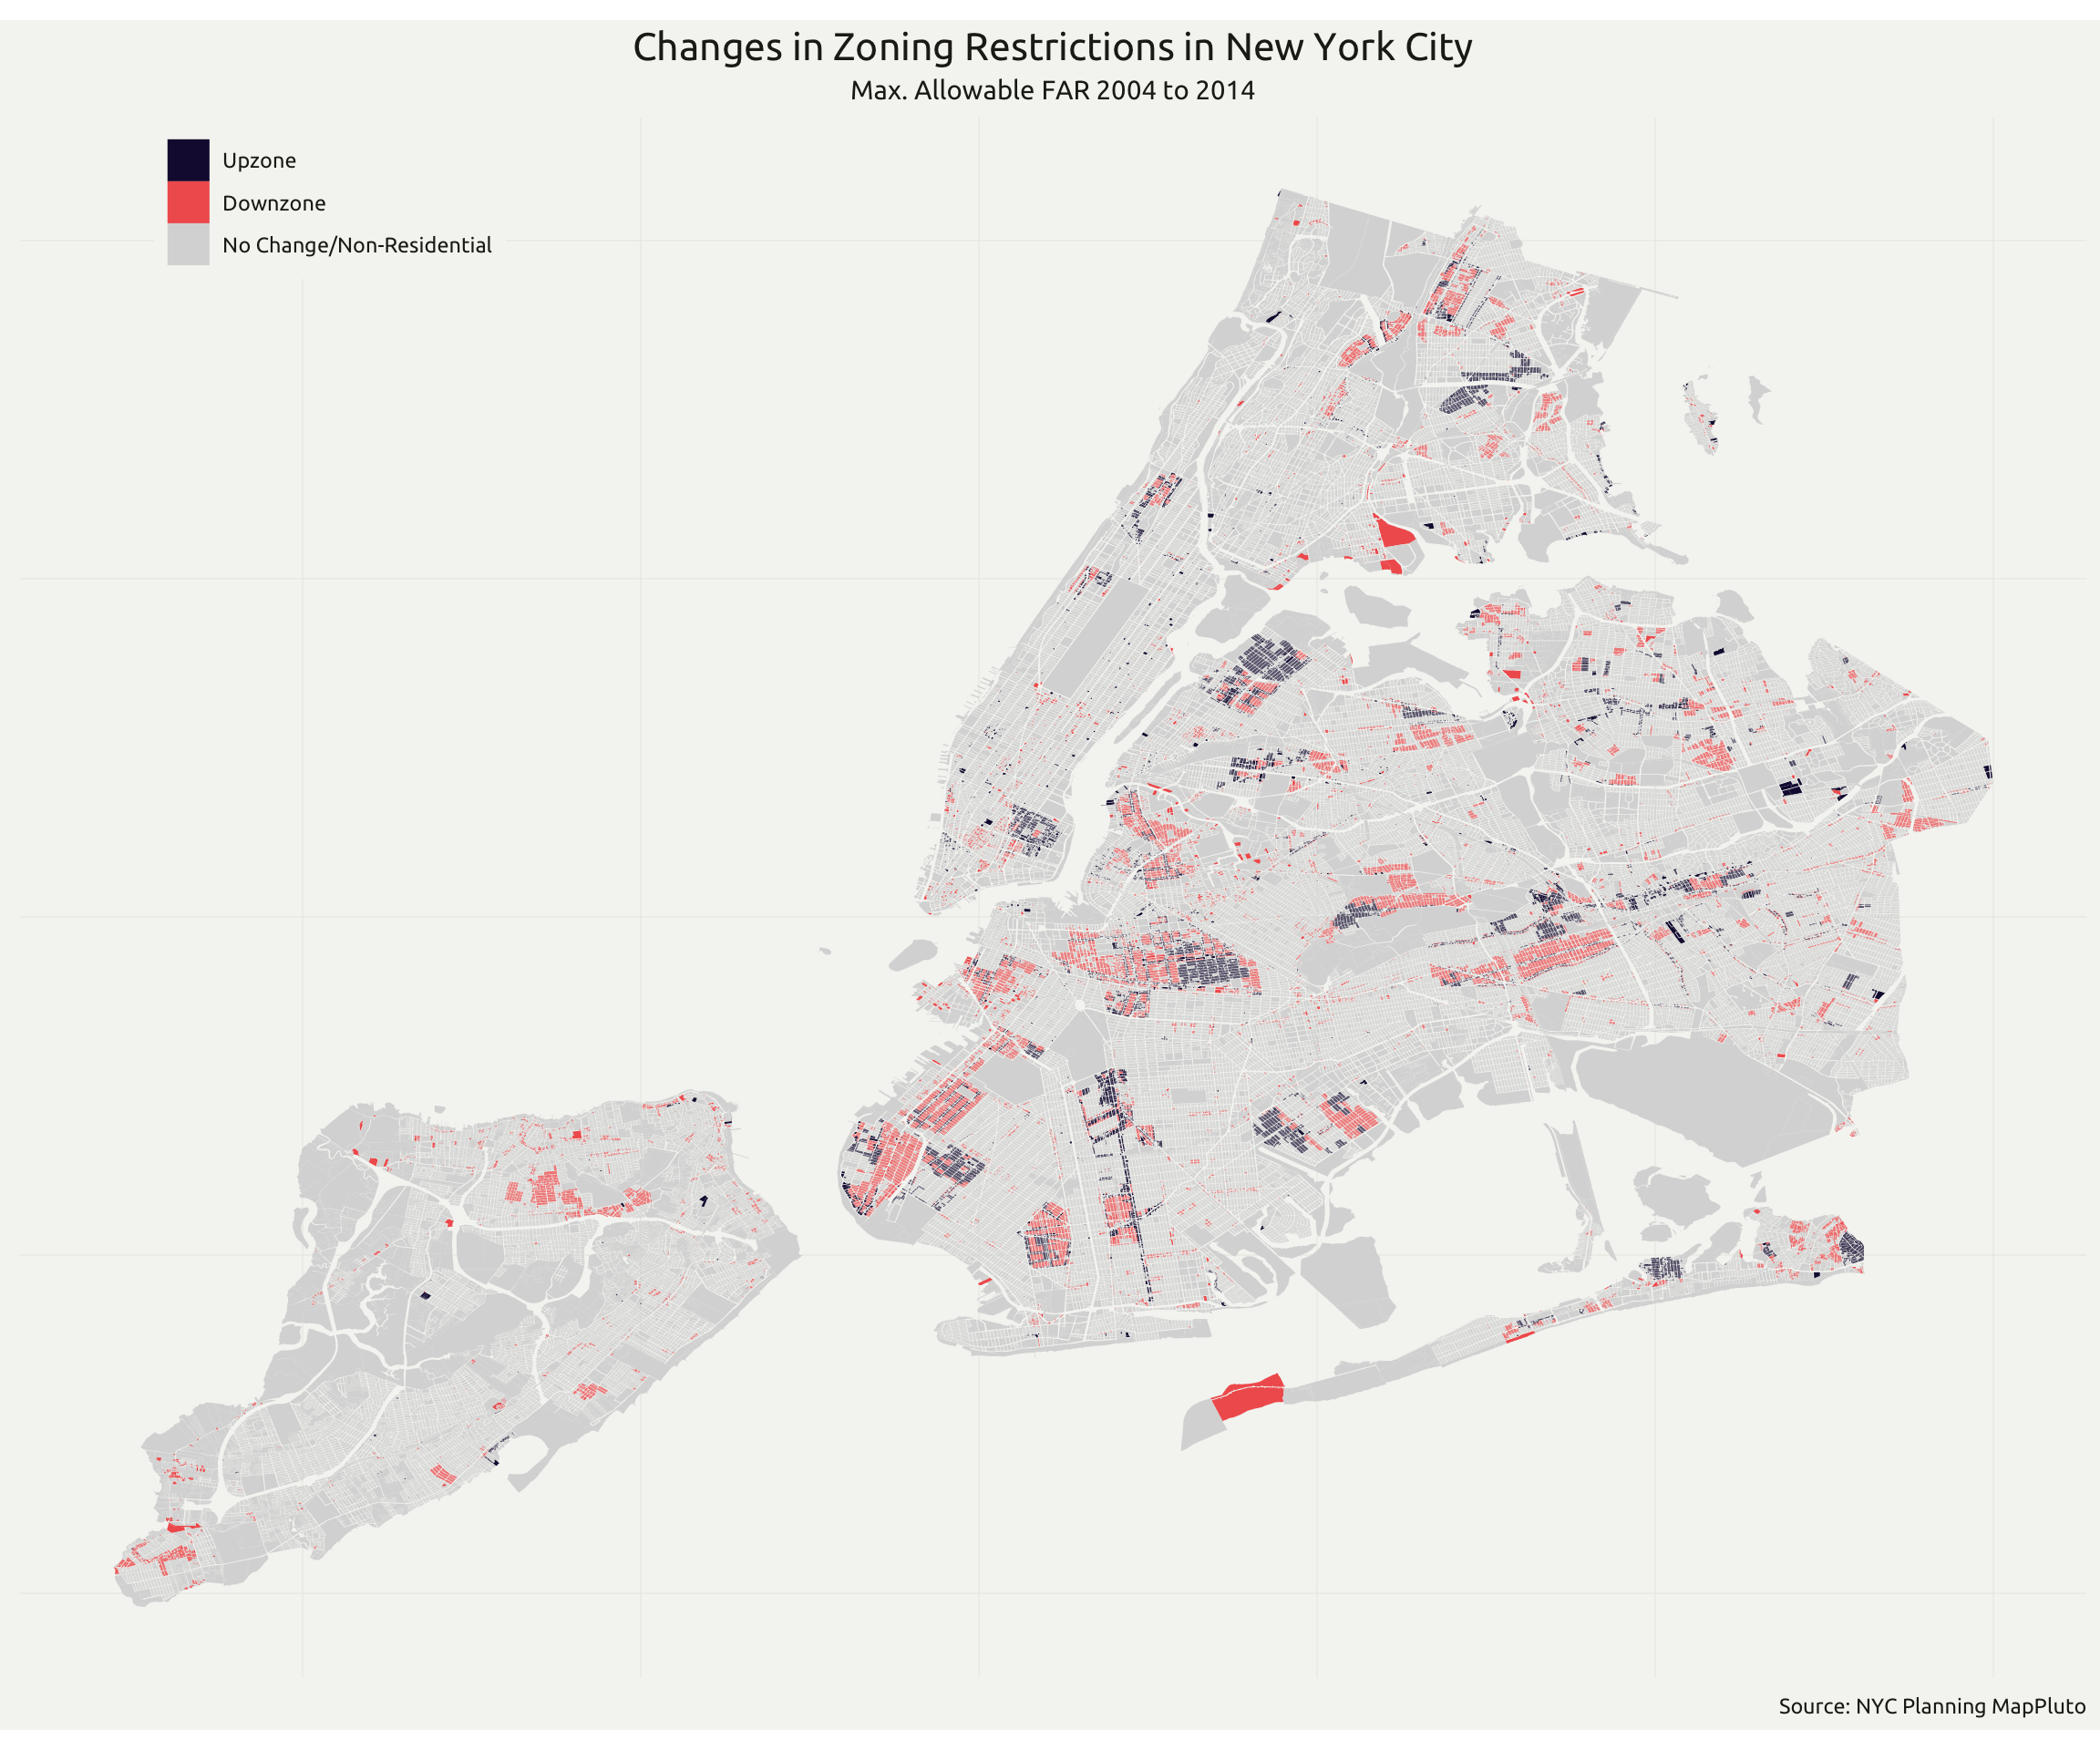 Changes in Zoning Restrictions in New York City
Max. Allowable FAR 2004 to 2014
Upzone
Downzone
No Change/Non-Residential
Source: NYC Planning MapPluto